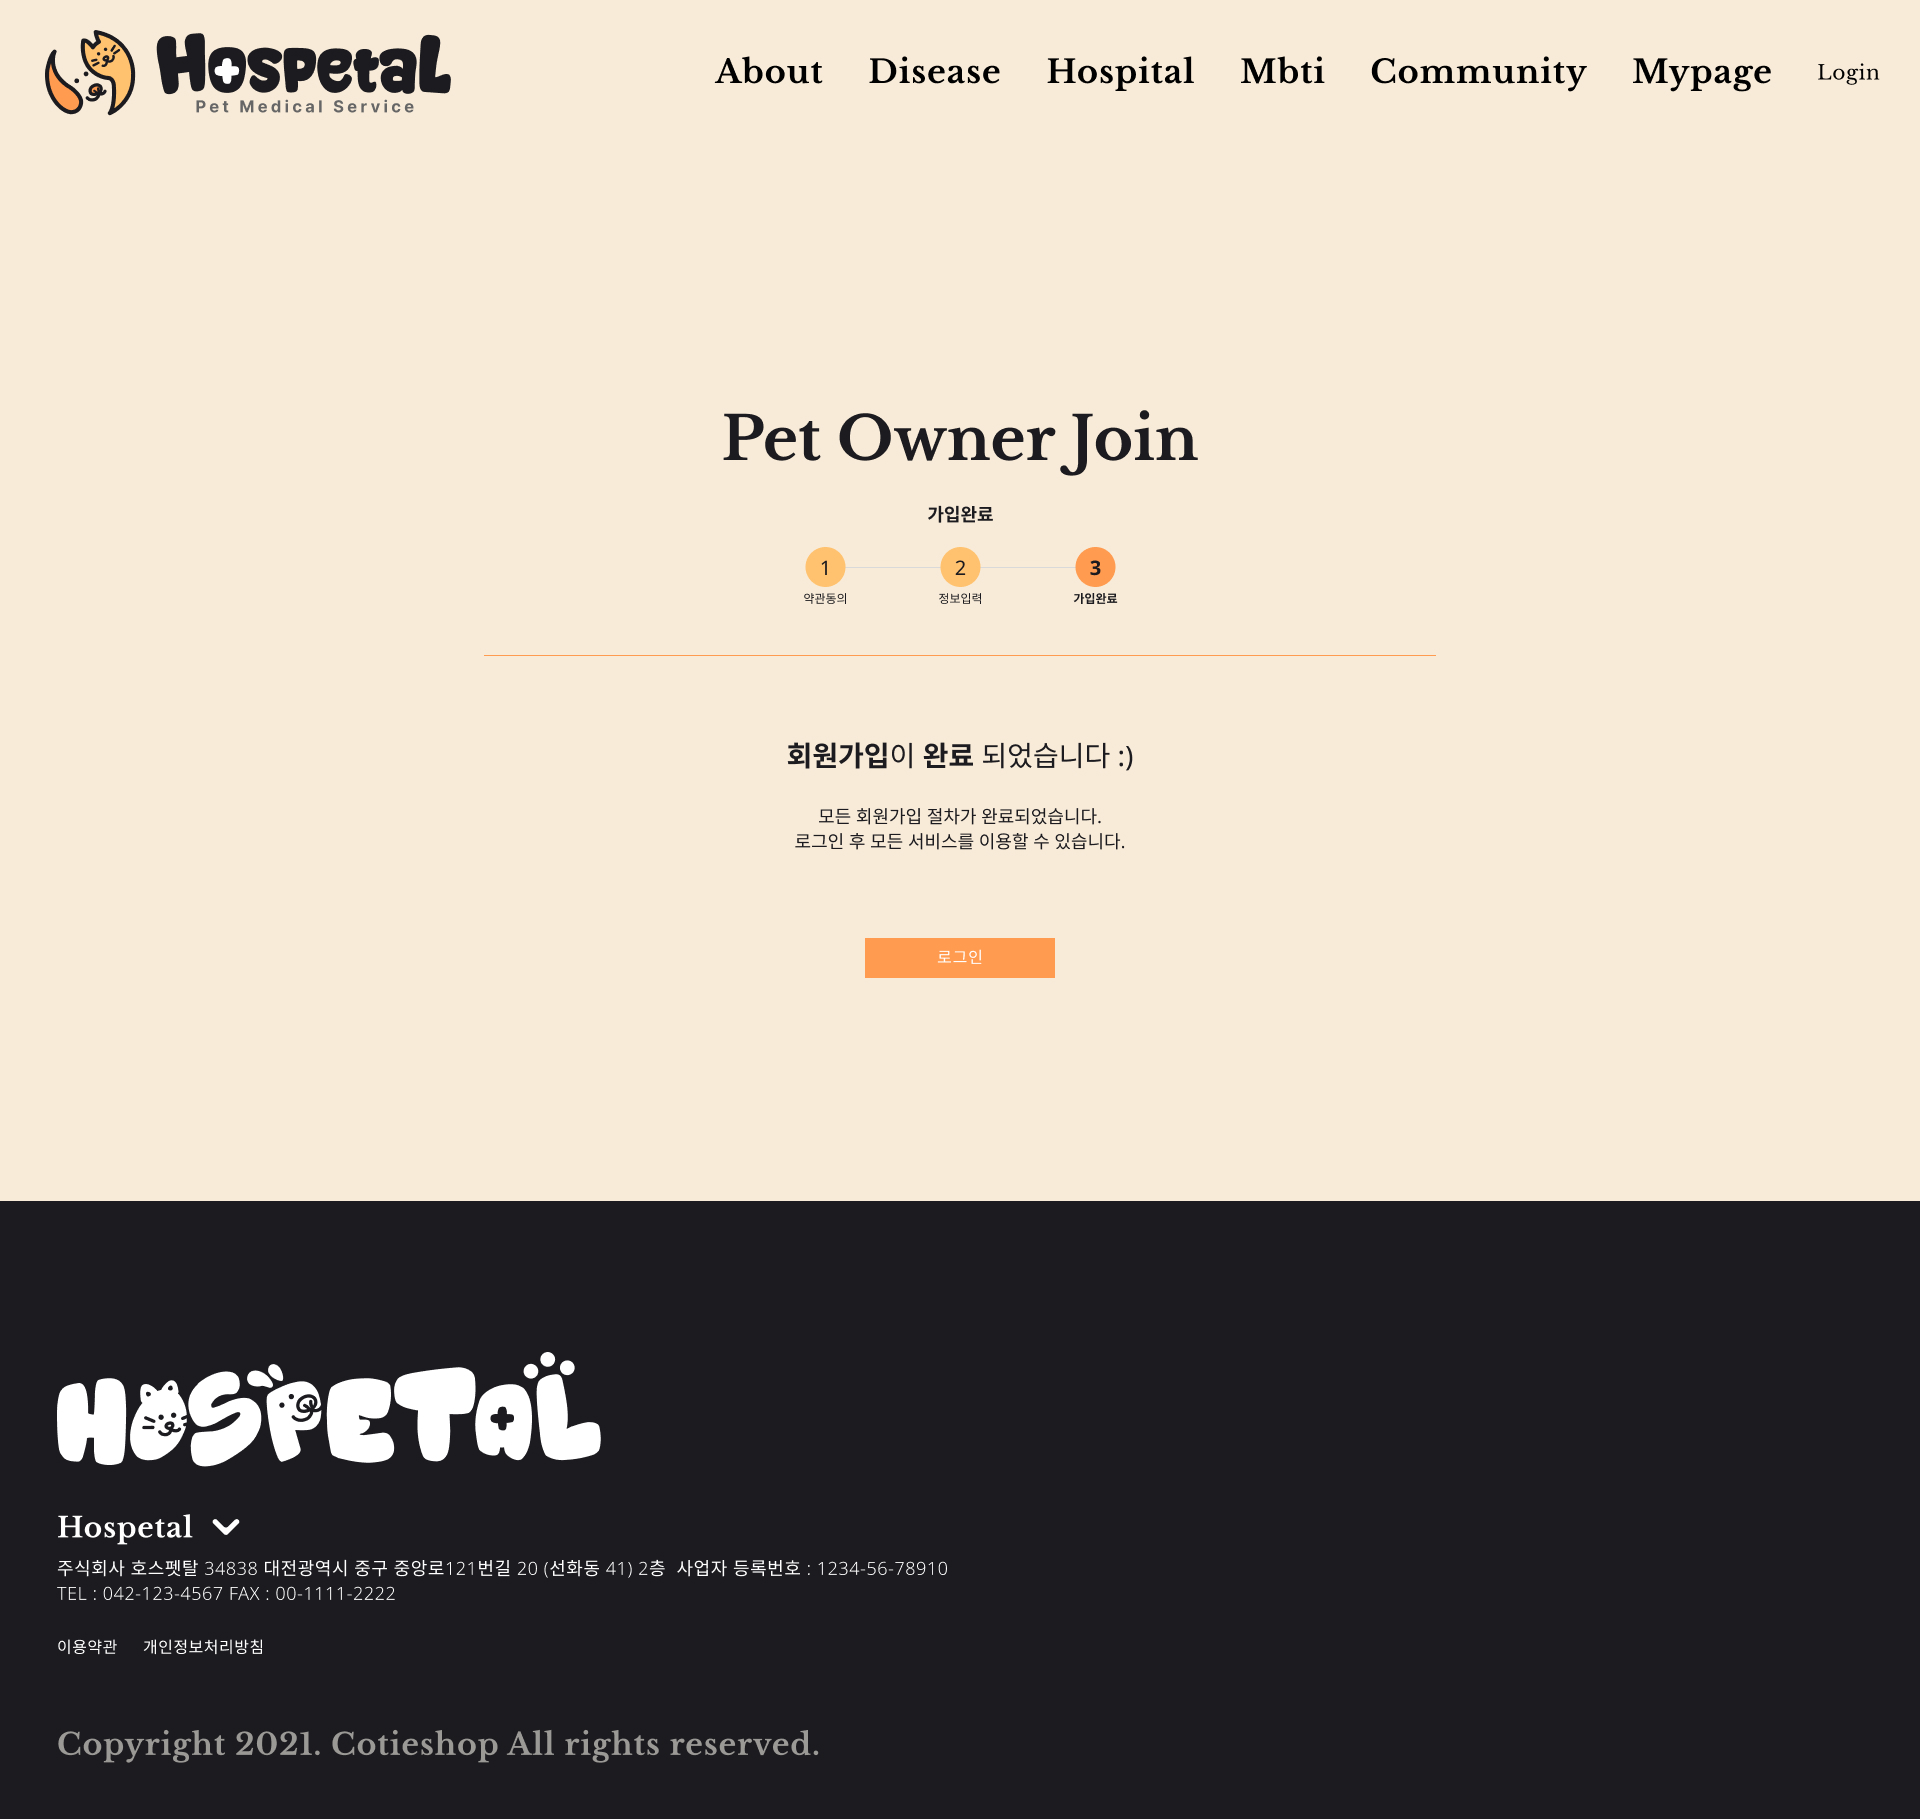 Hospetal
Pet Medical Service
About Disease Hospital Mbti Community Mypage Login
Pet Owner Join
가입완료
1 2 3
약관동의 정보입력 가입완료
회원가입이 완료 되었습니다 :)
모든 회원가입 절차가 완료되었습니다.
로그인 후 모든 서비스를 이용할 수 있습니다.
로그인
HOSPETAL
Hospetal
주식회사 호스펫탈 34838 대전광역시 중구 중앙로121번길 20 (선화동 41) 2층 사업자 등록번호 : 1234-56-78910
TEL : 042-123-4567 FAX : 00-1111-2222
이용약관 개인정보처리방침
Copyright 2021. Cotieshop All rights reserved.